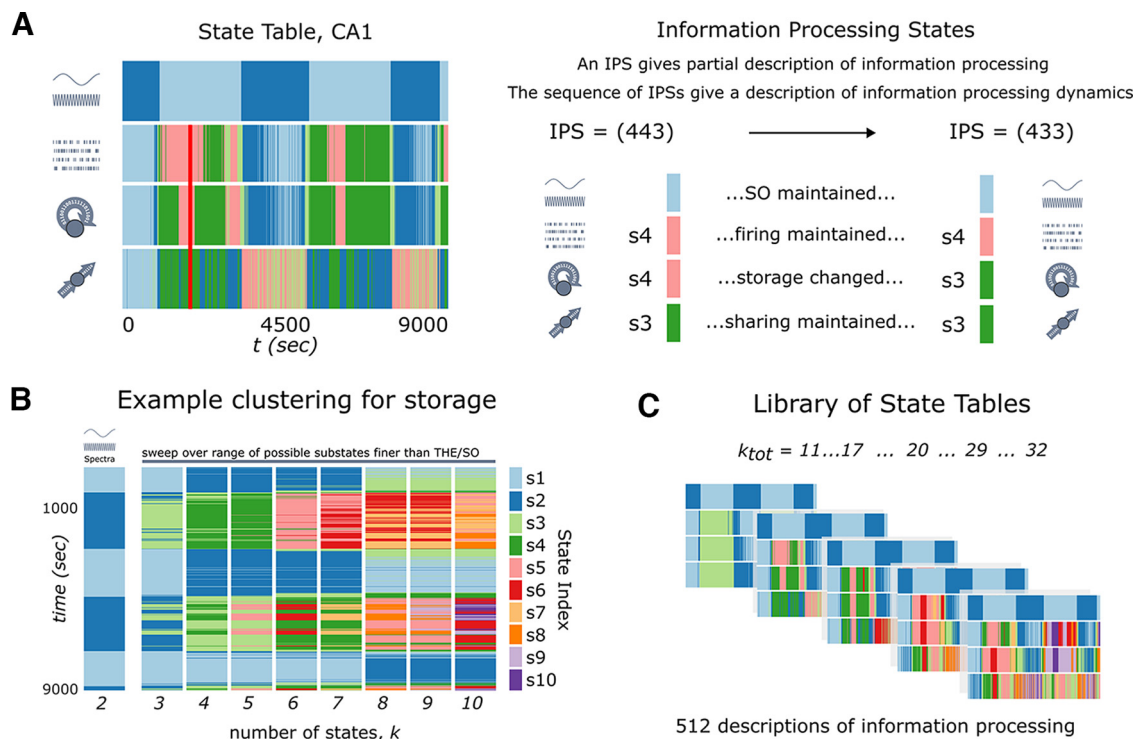 A
State Table, CA1
0 4500 9000
t (sec)
Information Processing States
An IPS gives partial description of information processing
The sequence of IPSs give a description of information processing dynamics
IPS = (443) IPS = (433)
...SO maintained...
s4 ...firing maintained... s4
s4 ...storage changed... s3
s3 ...sharing maintained... s3
B
Example clustering for storage
Spectra
sweep over range of possible substates finer than THE/SO
1000
time (sec)
9000
2 3 4 5 6 7 8 9 10
number of states, k
s1
s2
s3
s4
s5
s6
s7
s8
s9
s10
State Index
C
Library of State Tables
ktot = 11...17 ... 20 ... 29 ... 32
512 descriptions of information processing